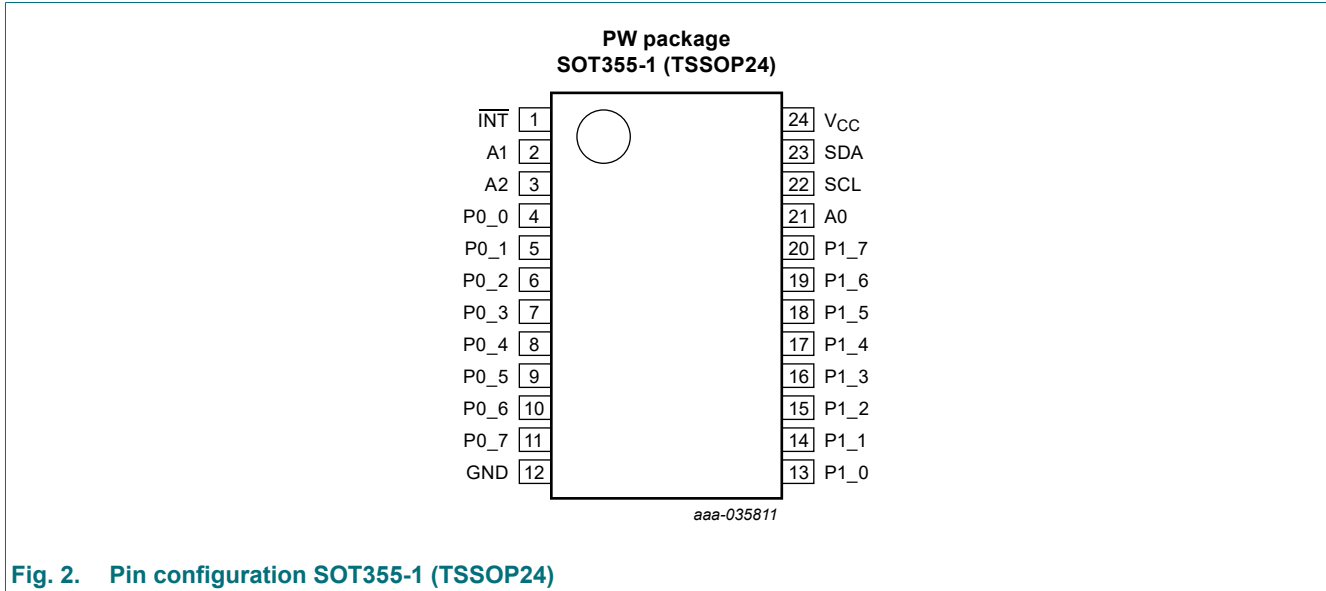 PW package
SOT355-1 (TSSOP24)
INT 1
A1 2
A2 3
P0_0 4
P0_1 5
P0_2 6
P0_3 7
P0_4 8
P0_5 9
P0_6 10
P0_7 11
GND 12
24 VCC
23 SDA
22 SCL
21 A0
20 P1_7
19 P1_6
18 P1_5
17 P1_4
16 P1_3
15 P1_2
14 P1_1
13 P1_0
aaa-035811
Fig. 2. Pin configuration SOT355-1 (TSSOP24)